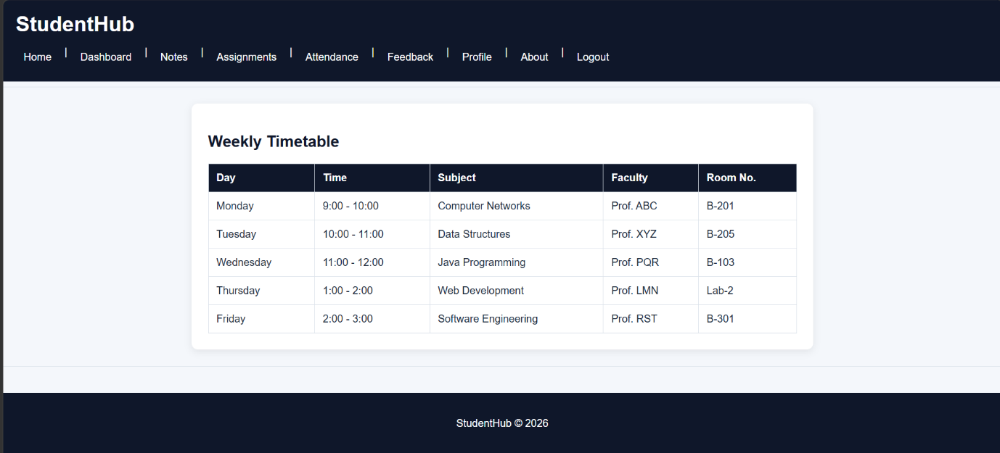 StudentHub
Home | Dashboard | Notes | Assignments | Attendance | Feedback | Profile | About | Logout
Weekly Timetable
Day Time Subject Faculty Room No.
Monday 9:00 - 10:00 Computer Networks Prof. ABC B-201
Tuesday 10:00 - 11:00 Data Structures Prof. XYZ B-205
Wednesday 11:00 - 12:00 Java Programming Prof. PQR B-103
Thursday 1:00 - 2:00 Web Development Prof. LMN Lab-2
Friday 2:00 - 3:00 Software Engineering Prof. RST B-301
StudentHub © 2026